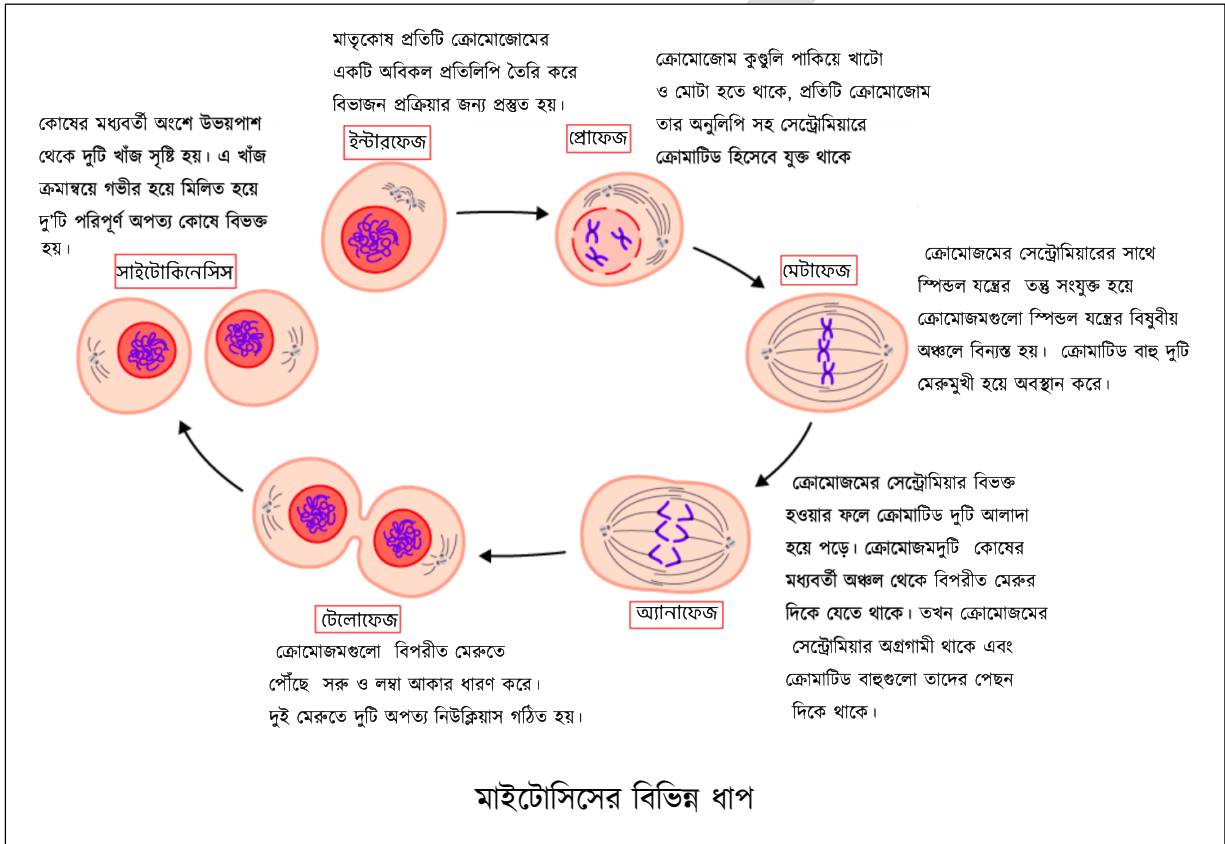 মাতৃকোষ প্রতিটি ক্রোমোজোমের
একটি অবিকল প্রতিলিপি তৈরি করে
বিভাজন প্রক্রিয়ার জন্য প্রস্তুত হয়।
ইন্টারফেজ
ক্রোমোজোম কুণ্ডুলি পাকিয়ে খাটো
ও মোটা হতে থাকে, প্রতিটি ক্রোমোজোম
তার অনুলিপি সহ সেন্ট্রোমিয়ারে
ক্রোমাটিড হিসেবে যুক্ত থাকে
প্রোফেজ
ক্রোমোজমের সেন্ট্রোমিয়ারের সাথে
স্পিন্ডল যন্ত্রের তন্তু সংযুক্ত হয়ে
ক্রোমোজমগুলো স্পিন্ডল যন্ত্রের বিষুবীয়
অঞ্চলে বিন্যস্ত হয়। ক্রোমাটিড বাহু দুটি
মেরুমুখী হয়ে অবস্থান করে।
মেটাফেজ
ক্রোমোজমের সেন্ট্রোমিয়ার বিভক্ত
হওয়ার ফলে ক্রোমাটিড দুটি আলাদা
হয়ে পড়ে। ক্রোমোজমদুটি কোষের
মধ্যবর্তী অঞ্চল থেকে বিপরীত মেরুর
দিকে যেতে থাকে। তখন ক্রোমোজমের
সেন্ট্রোমিয়ার অগ্রগামী থাকে এবং
ক্রোমাটিড বাহুগুলো তাদের পেছন
দিকে থাকে।
অ্যানাফেজ
টেলোফেজ
ক্রোমোজমগুলো বিপরীত মেরুতে
পৌঁছে সরু ও লম্বা আকার ধারণ করে।
দুই মেরুতে দুটি অপত্য নিউক্লিয়াস গঠিত হয়।
কোষের মধ্যবর্তী অংশে উভয়পাশ
থেকে দুটি খাঁজ সৃষ্টি হয়। এ খাঁজ
ক্রমান্বয়ে গভীর হয়ে মিলিত হয়ে
দু'টি পরিপূর্ণ অপত্য কোষে বিভক্ত
হয়।
সাইটোকিনেসিস
মাইটোসিসের বিভিন্ন ধাপ